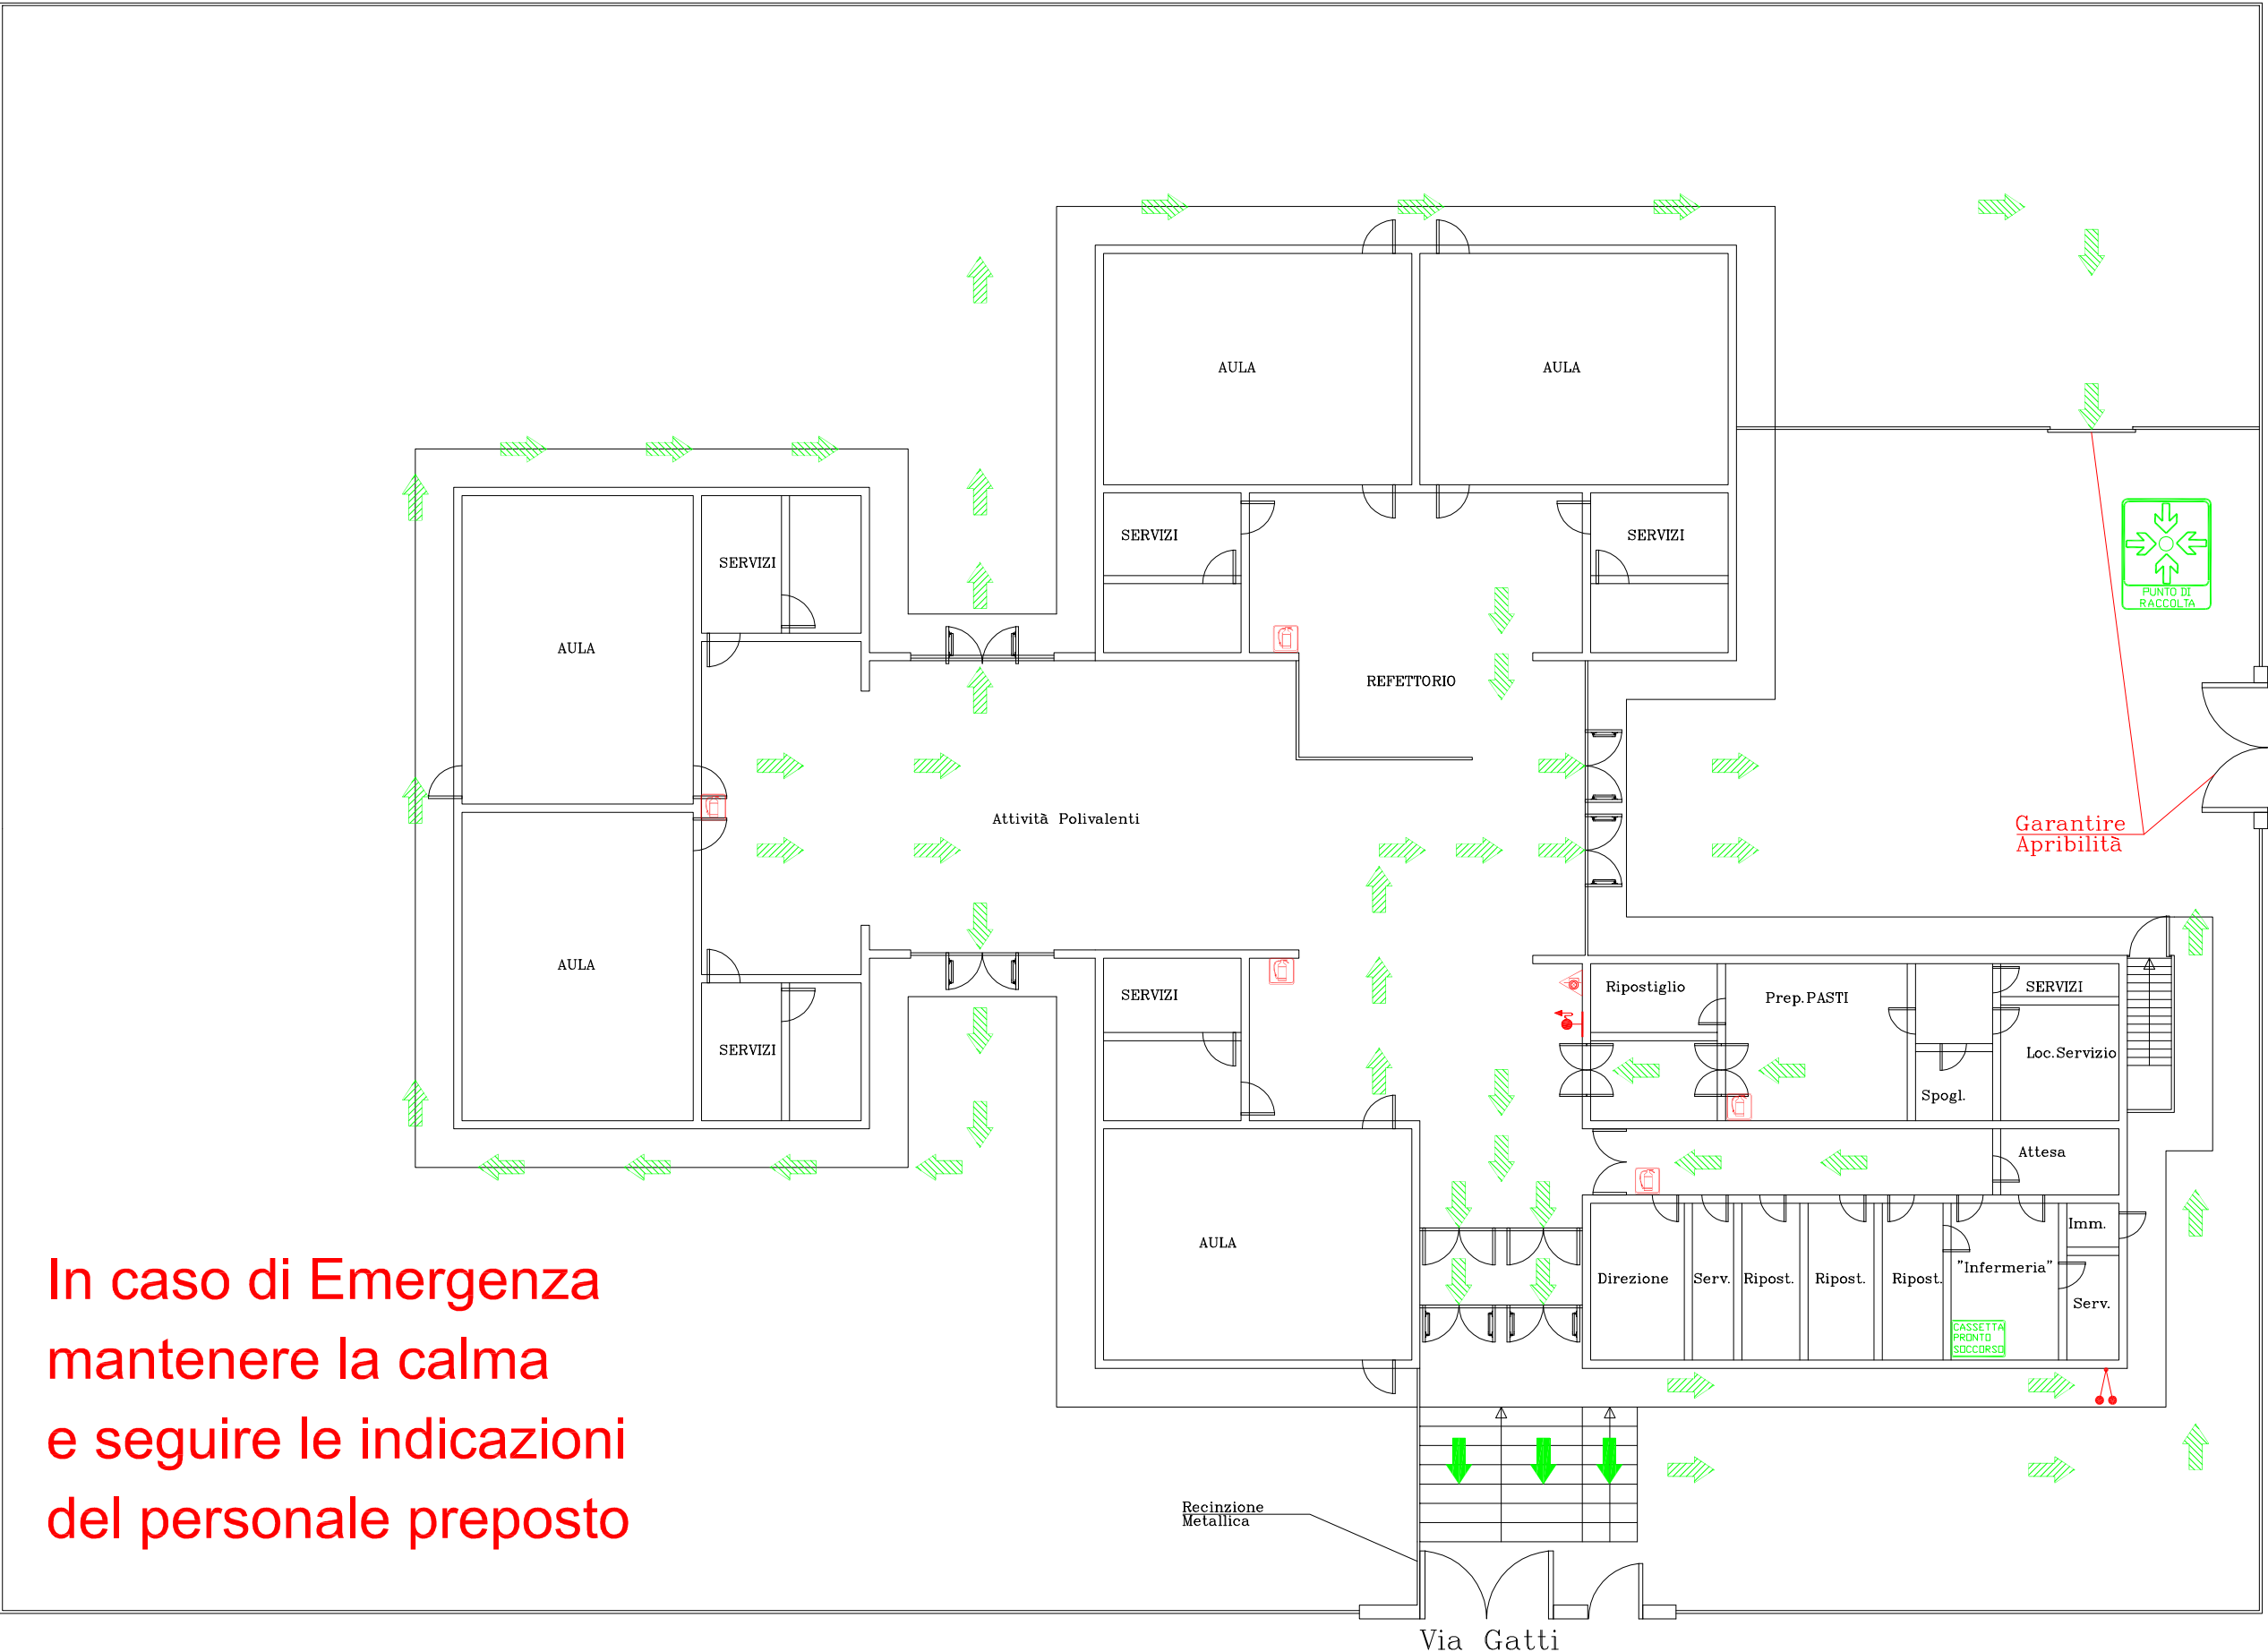 AULA
AULA
SERVIZI
SERVIZI
SERVIZI
PUNTO DI
RACCOLTA
AULA
REFETTORIO
Attività Polivalenti
Garantire
Apribilità
AULA
SERVIZI
SERVIZI
Ripostiglio
Prep.PASTI
SERVIZI
Loc.Servizio
Spogl.
Attesa
AULA
Imm.
Direzione
Serv.
Ripost.
Ripost.
Ripost.
"Infermeria"
Serv.
CASSETTA
PRONTO
SOCCORSO
In caso di Emergenza
mantenere la calma
e seguire le indicazioni
del personale preposto
Recinzione
Metallica
Via Gatti